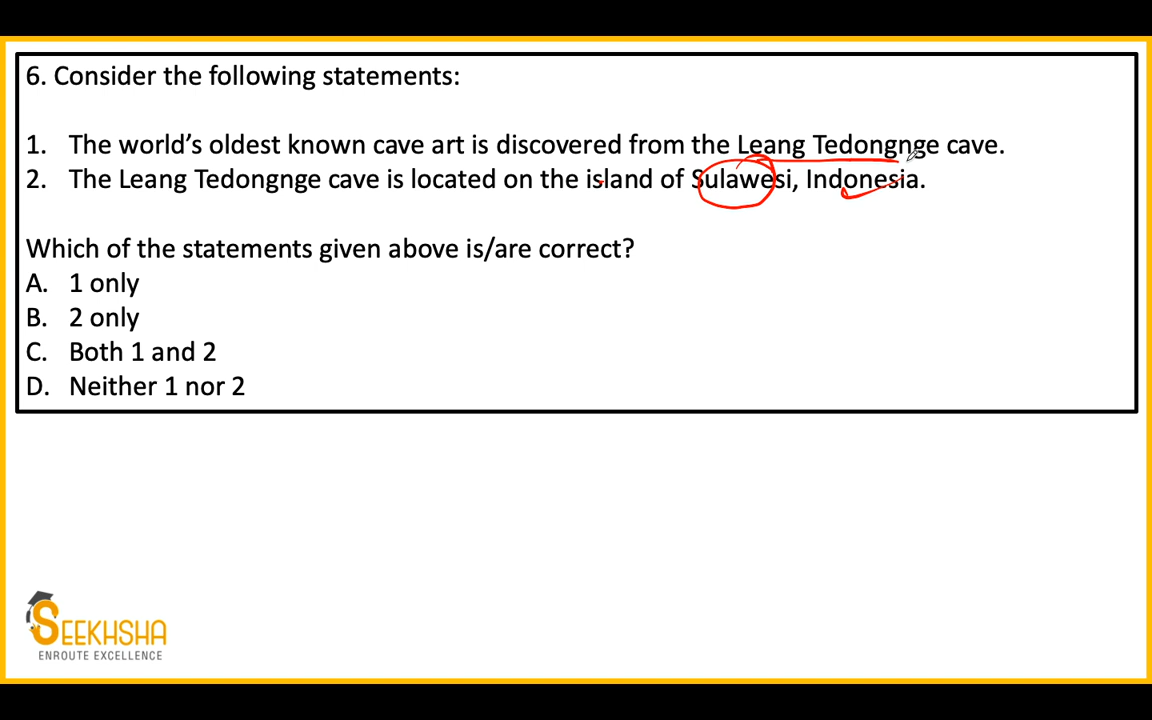 6. Consider the following statements:
1. The world's oldest known cave art is discovered from the Leang Tedongnge cave.
2. The Leang Tedongnge cave is located on the island of Sulawesi, Indonesia.
Which of the statements given above is/are correct?
A. 1 only
B. 2 only
C. Both 1 and 2
D. Neither 1 nor 2
SEEKHSHA
ENROUTE EXCELLENCE